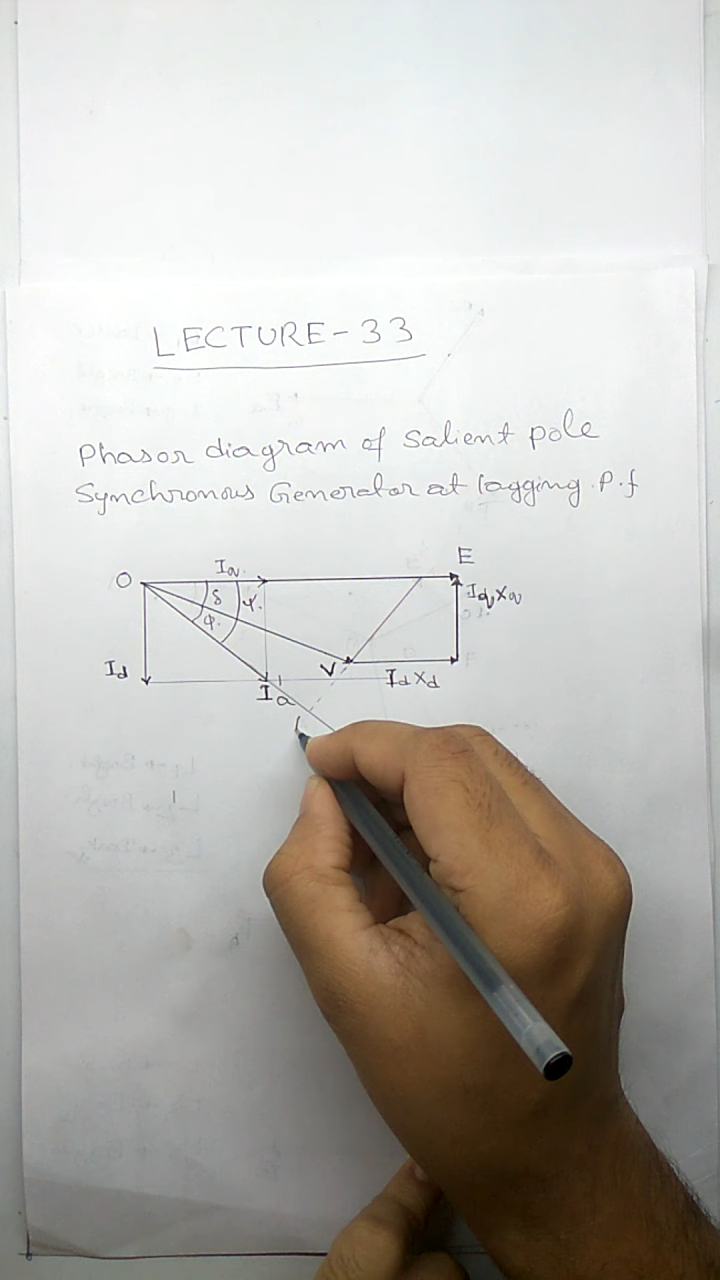 LECTURE-33
Phasor diagram of Salient pole
Synchronous Generator at lagging P.f
E
O
Iq
Iq Xq
δ
ψ
φ
Id
V
Id Xd
Ia